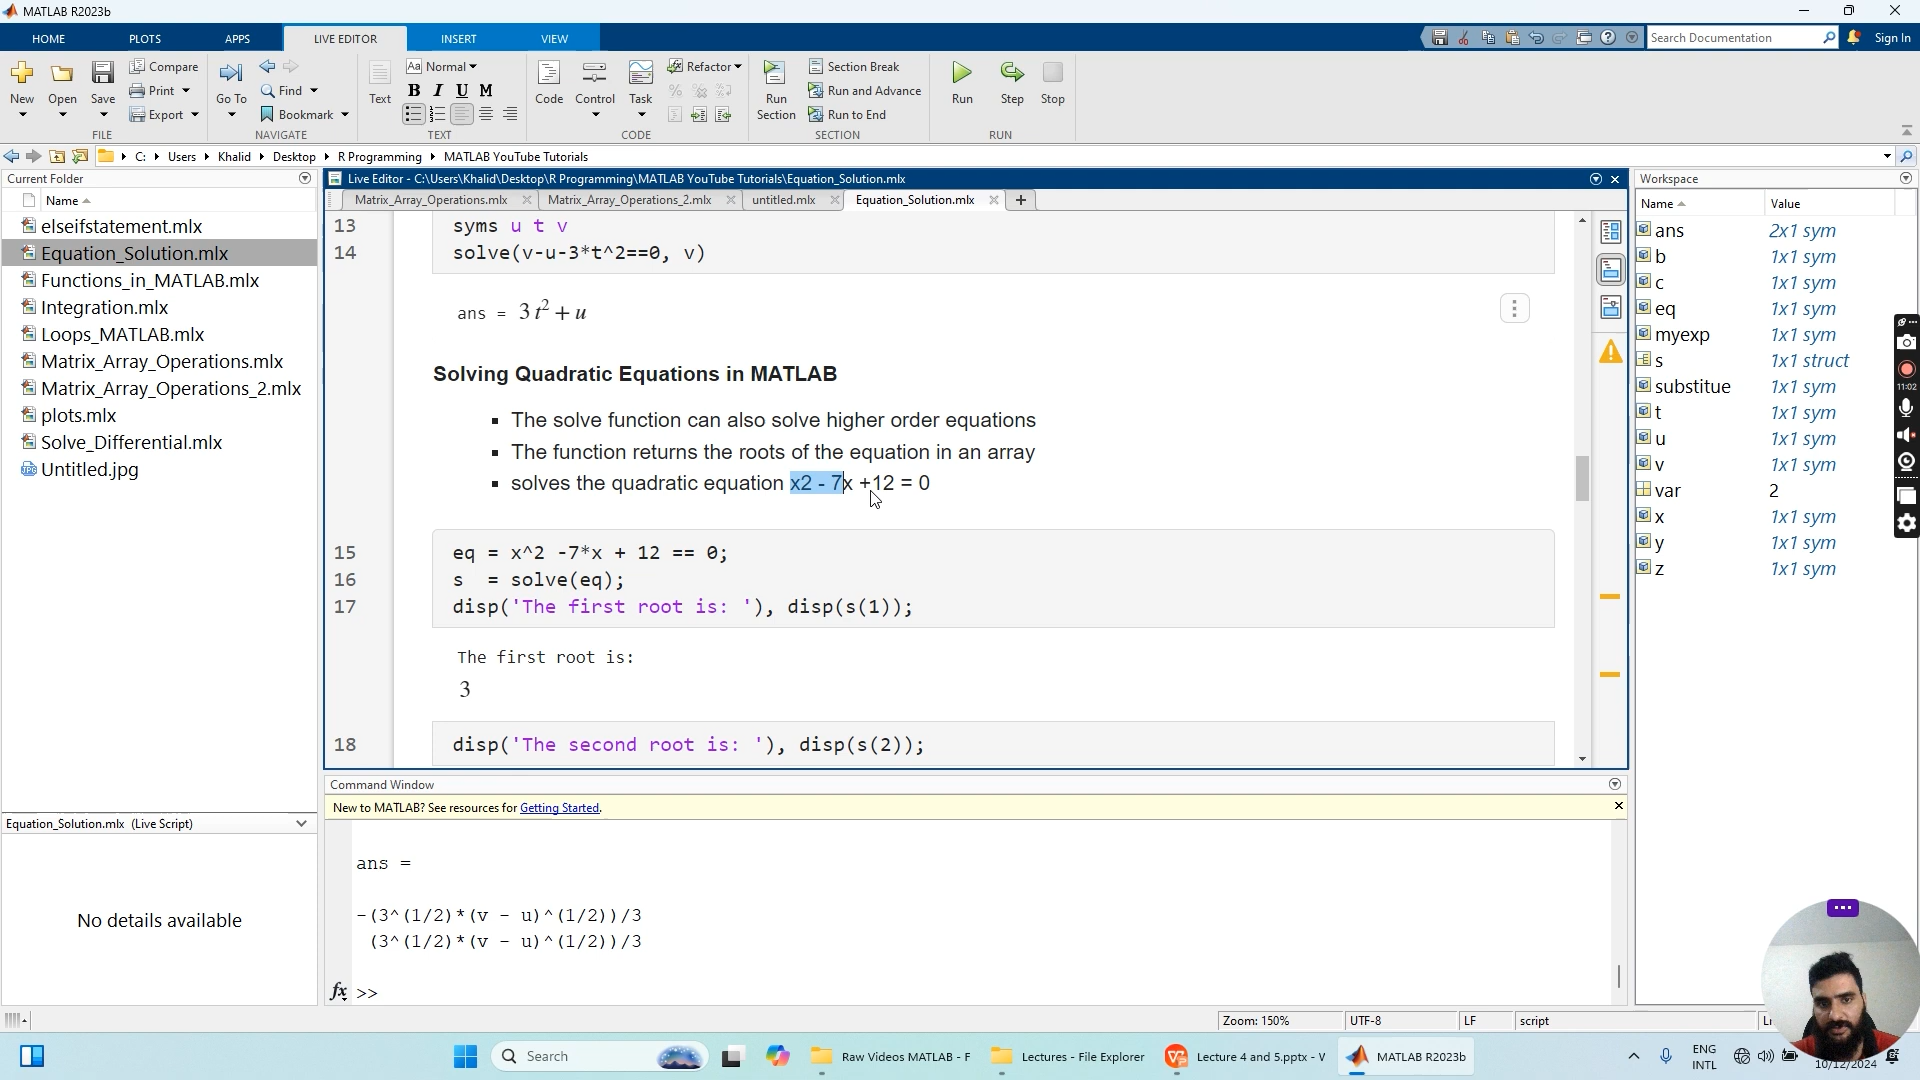 MATLAB R2023b
HOME PLOTS APPS LIVE EDITOR INSERT VIEW
Search Documentation
Sign In
New Open Save
Compare
Print
Export
FILE
Go To
Find
Bookmark
NAVIGATE
Text
Aa Normal
B I U M
TEXT
Code Control Task
Refactor
CODE
Run Section
Section Break
Run and Advance
Run to End
SECTION
Run Step Stop
RUN
C: Users Khalid Desktop R Programming MATLAB YouTube Tutorials
Current Folder
Name
elseifstatement.mlx
Equation_Solution.mlx
Functions_in_MATLAB.mlx
Integration.mlx
Loops_MATLAB.mlx
Matrix_Array_Operations.mlx
Matrix_Array_Operations_2.mlx
plots.mlx
Solve_Differential.mlx
Untitled.jpg
Equation_Solution.mlx (Live Script)
No details available
Live Editor - C:\Users\Khalid\Desktop\R Programming\MATLAB YouTube Tutorials\Equation_Solution.mlx
Matrix_Array_Operations.mlx Matrix_Array_Operations_2.mlx untitled.mlx Equation_Solution.mlx
13 syms u t v
14 solve(v-u-3*t^2==0, v)
ans = 3 t² + u
Solving Quadratic Equations in MATLAB
The solve function can also solve higher order equations
The function returns the roots of the equation in an array
solves the quadratic equation x2 - 7x +12 = 0
15 eq = x^2 -7*x + 12 == 0;
16 s = solve(eq);
17 disp('The first root is: '), disp(s(1));
The first root is:
3
18 disp('The second root is: '), disp(s(2));
Command Window
New to MATLAB? See resources for Getting Started.
ans =
-(3^(1/2)*(v - u)^(1/2))/3
(3^(1/2)*(v - u)^(1/2))/3
fx >>
Workspace
Name Value
ans 2x1 sym
b 1x1 sym
c 1x1 sym
eq 1x1 sym
myexp 1x1 sym
s 1x1 struct
substitue 1x1 sym
t 1x1 sym
u 1x1 sym
v 1x1 sym
var 2
x 1x1 sym
y 1x1 sym
z 1x1 sym
11:02
Zoom: 150% UTF-8 LF script
Search
Raw Videos MATLAB - F
Lectures - File Explorer
Lecture 4 and 5.pptx - V
MATLAB R2023b
ENG
INTL
10/12/2024